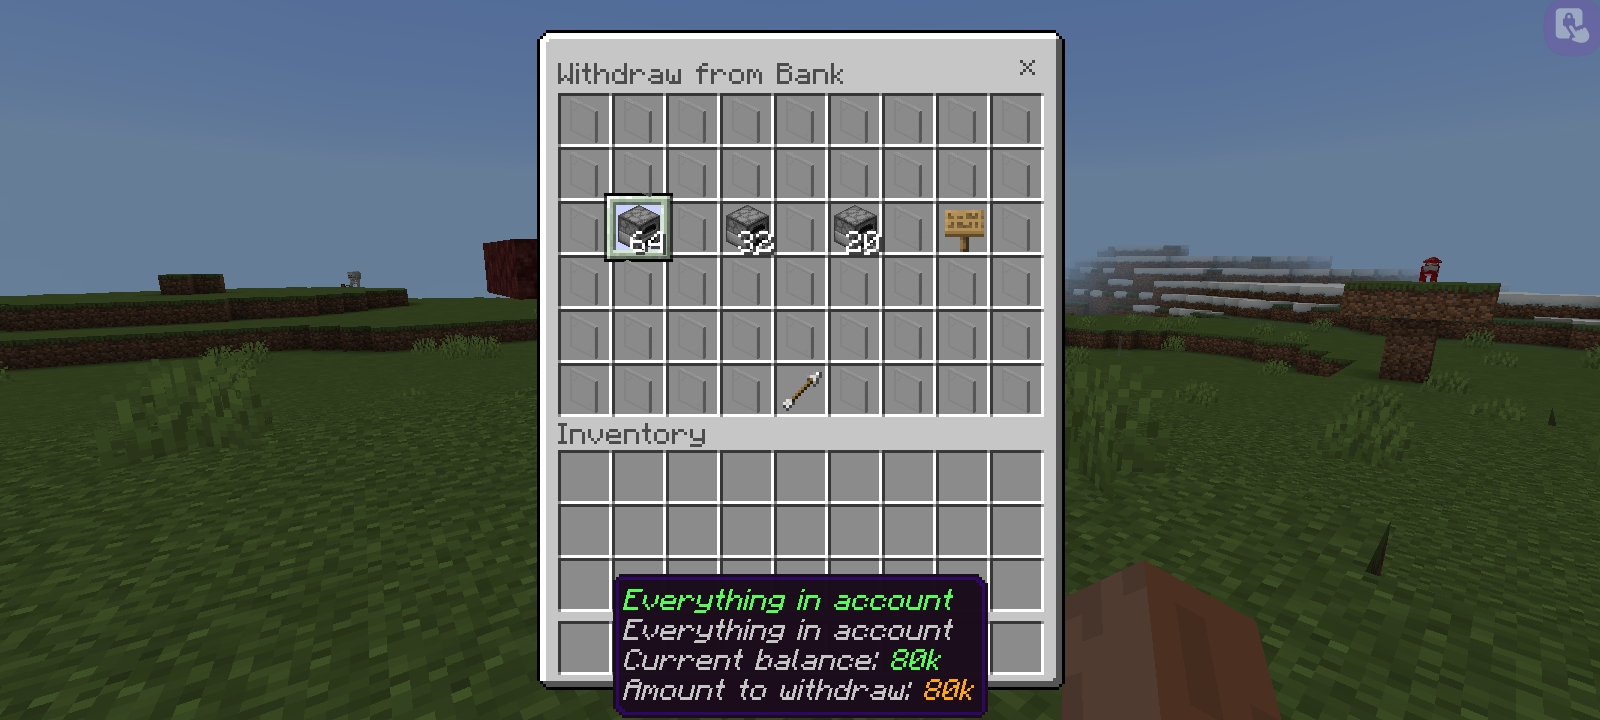 Withdraw from Bank
64
32
20
Inventory
Everything in account
Everything in account
Current balance: 80k
Amount to withdraw: 80k